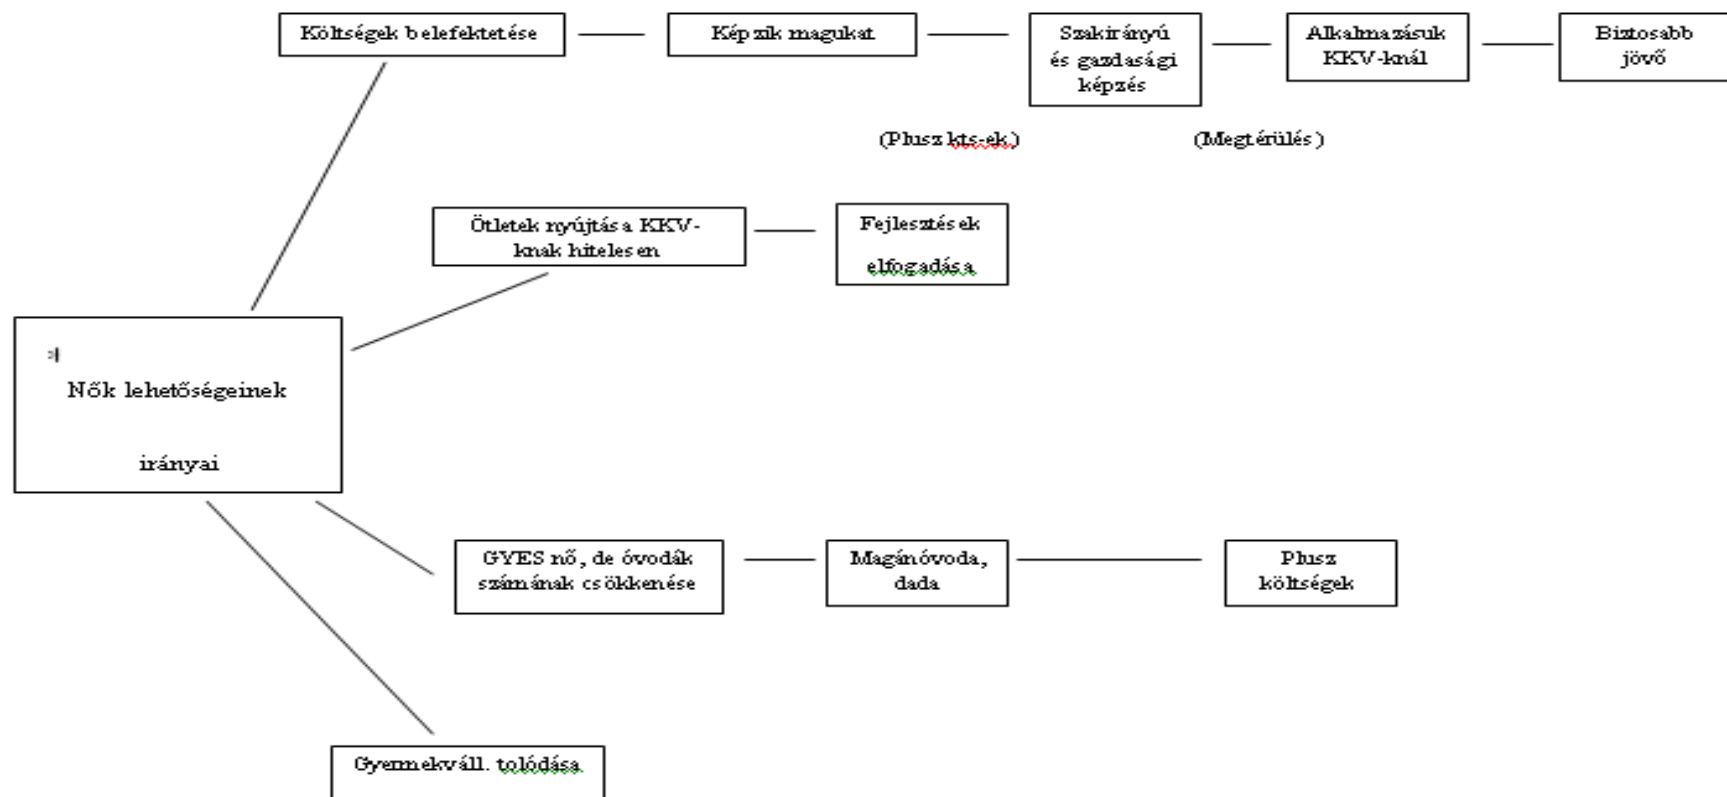 Költségek belefektetése
Képzik magukat
Szakirányú
és gazdasági
képzés
Alkalmazásuk
KKV-knál
Biztosabb
jövő
(Plusz kts-ek)
(Megtérülés)
Ötletek nyújtása KKV-
knak hitelesen
Fejlesztések
elfogadása
Nők lehetőségeinek
irányai
GYES nő, de óvodák
számának csökkenése
Magánóvoda,
dada
Plusz
költségek
Gyermekváll. tolódása